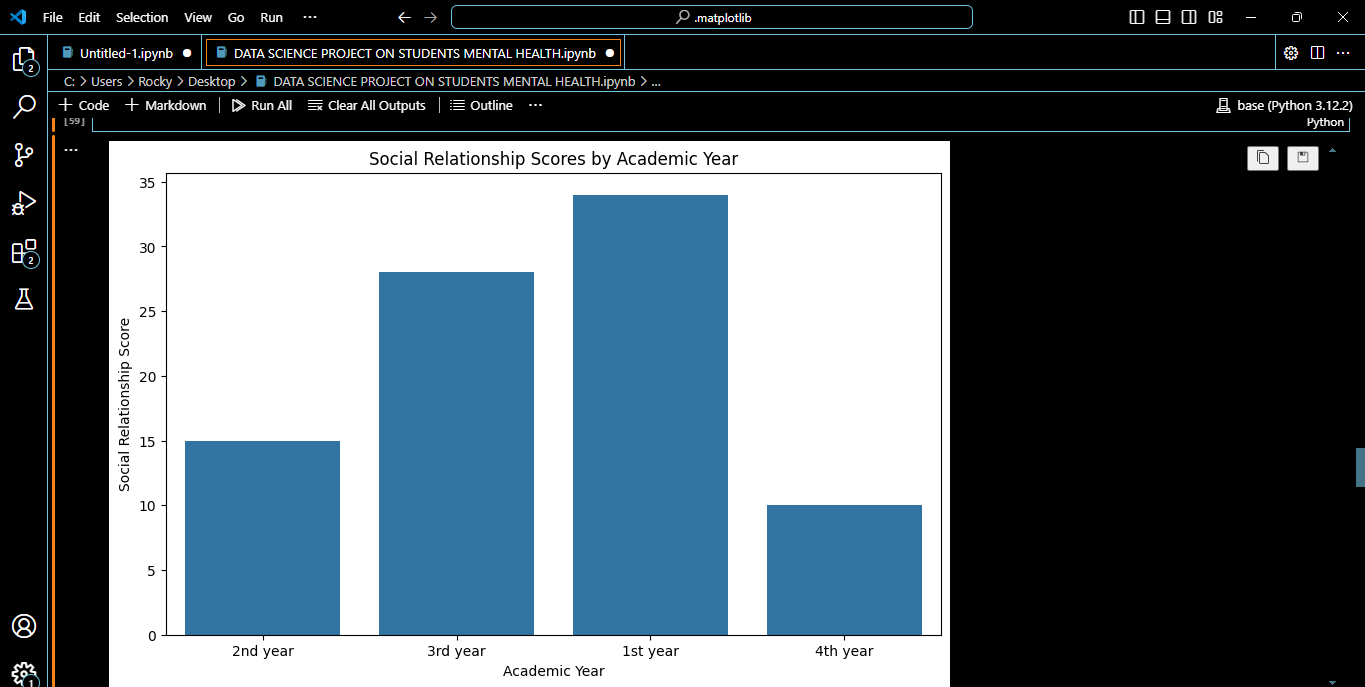 File Edit Selection View Go Run ··· .matplotlib
Untitled-1.ipynb DATA SCIENCE PROJECT ON STUDENTS MENTAL HEALTH.ipynb
C: > Users > Rocky > Desktop > DATA SCIENCE PROJECT ON STUDENTS MENTAL HEALTH.ipynb > ...
+ Code + Markdown Run All Clear All Outputs Outline ··· base (Python 3.12.2)
[59] Python
2
2
1
Social Relationship Scores by Academic Year
35
30
25
20
15
10
5
0
Social Relationship Score
2nd year 3rd year 1st year 4th year
Academic Year